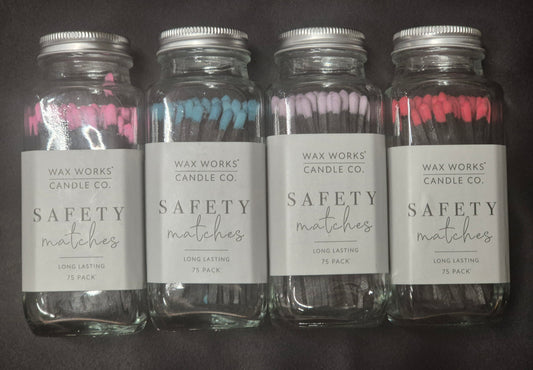 WAX WORKS®
CANDLE CO.
SAFETY
matches
LONG LASTING
75 PACK
WAX WORKS®
CANDLE CO.
SAFETY
matches
LONG LASTING
75 PACK
WAX WORKS®
CANDLE CO.
SAFETY
matches
LONG LASTING
75 PACK
WAX WORKS®
CANDLE CO.
SAFETY
matches
LONG LASTING
75 PACK